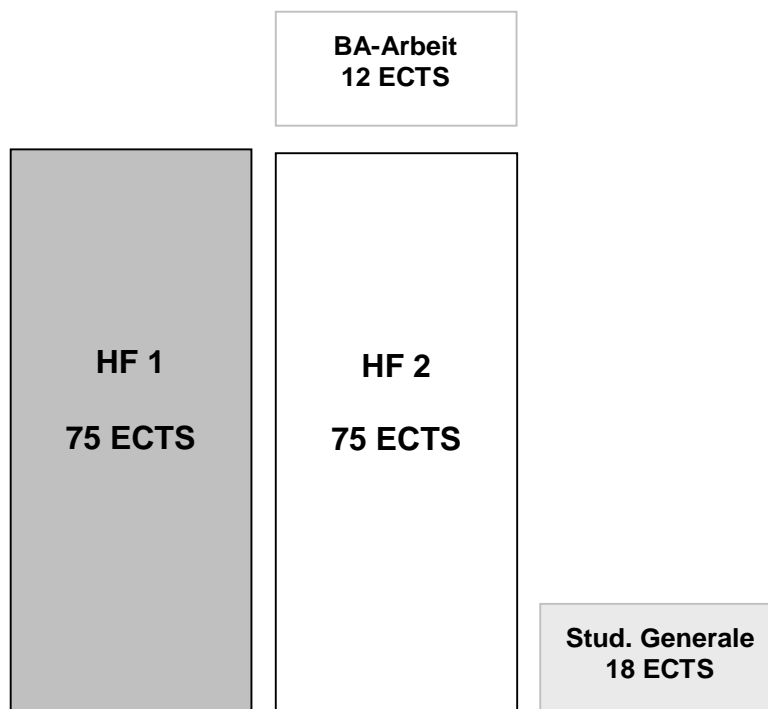 BA-Arbeit
12 ECTS
HF 1
75 ECTS
HF 2
75 ECTS
Stud. Generale
18 ECTS